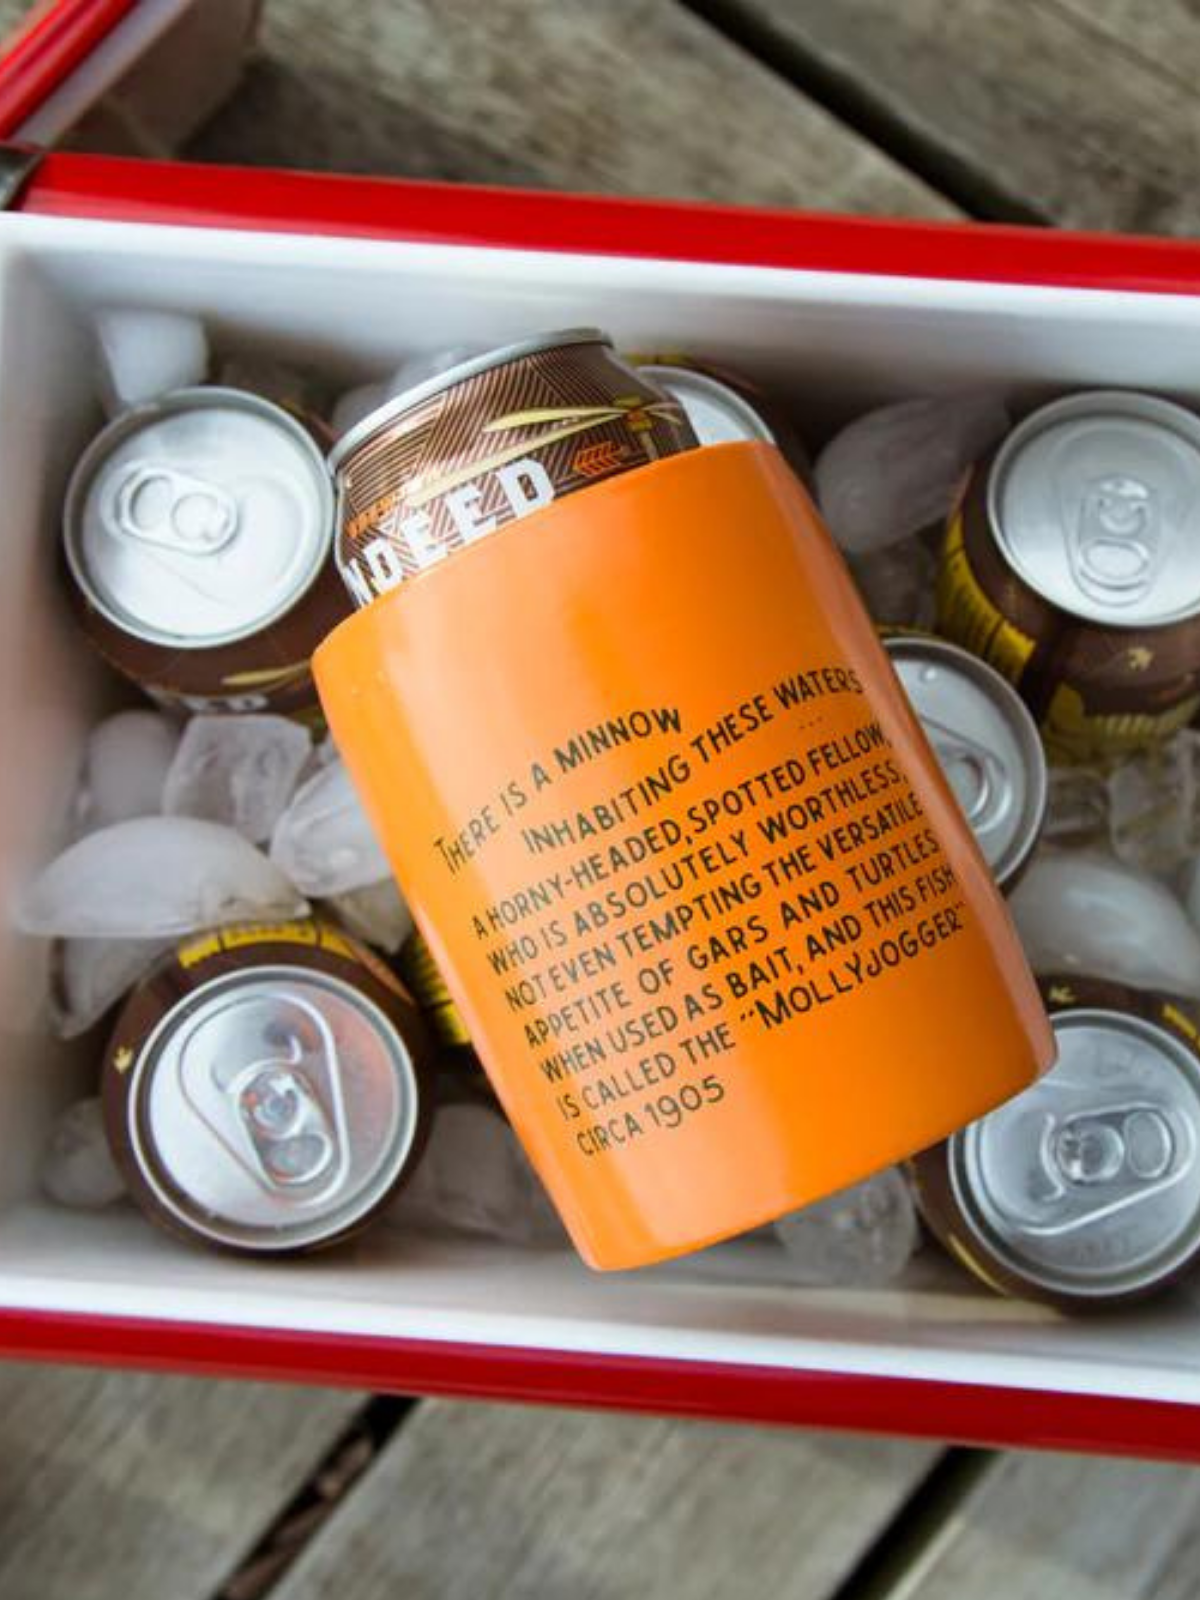 NDEED
THERE IS A MINNOW
INHABITING THESE WATERS
...
A HORNY-HEADED, SPOTTED FELLOW,
WHO IS ABSOLUTELY WORTHLESS,
NOT EVEN TEMPTING THE VERSATILE
APPETITE OF GARS AND TURTLES
WHEN USED AS BAIT, AND THIS FISH
IS CALLED THE "MOLLYJOGGER"
CIRCA 1905